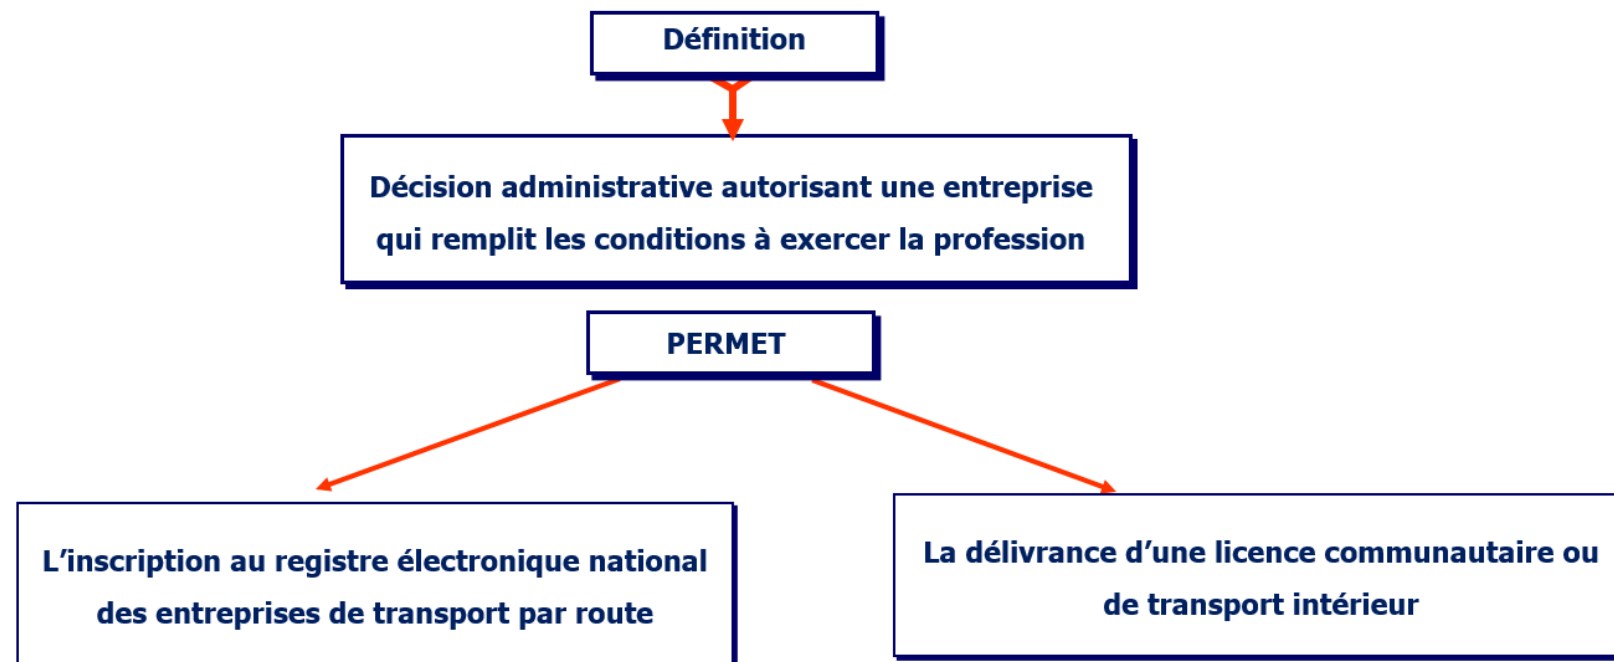 Définition
Décision administrative autorisant une entreprise
qui remplit les conditions à exercer la profession
PERMET
L’inscription au registre électronique national
des entreprises de transport par route
La délivrance d’une licence communautaire ou
de transport intérieur